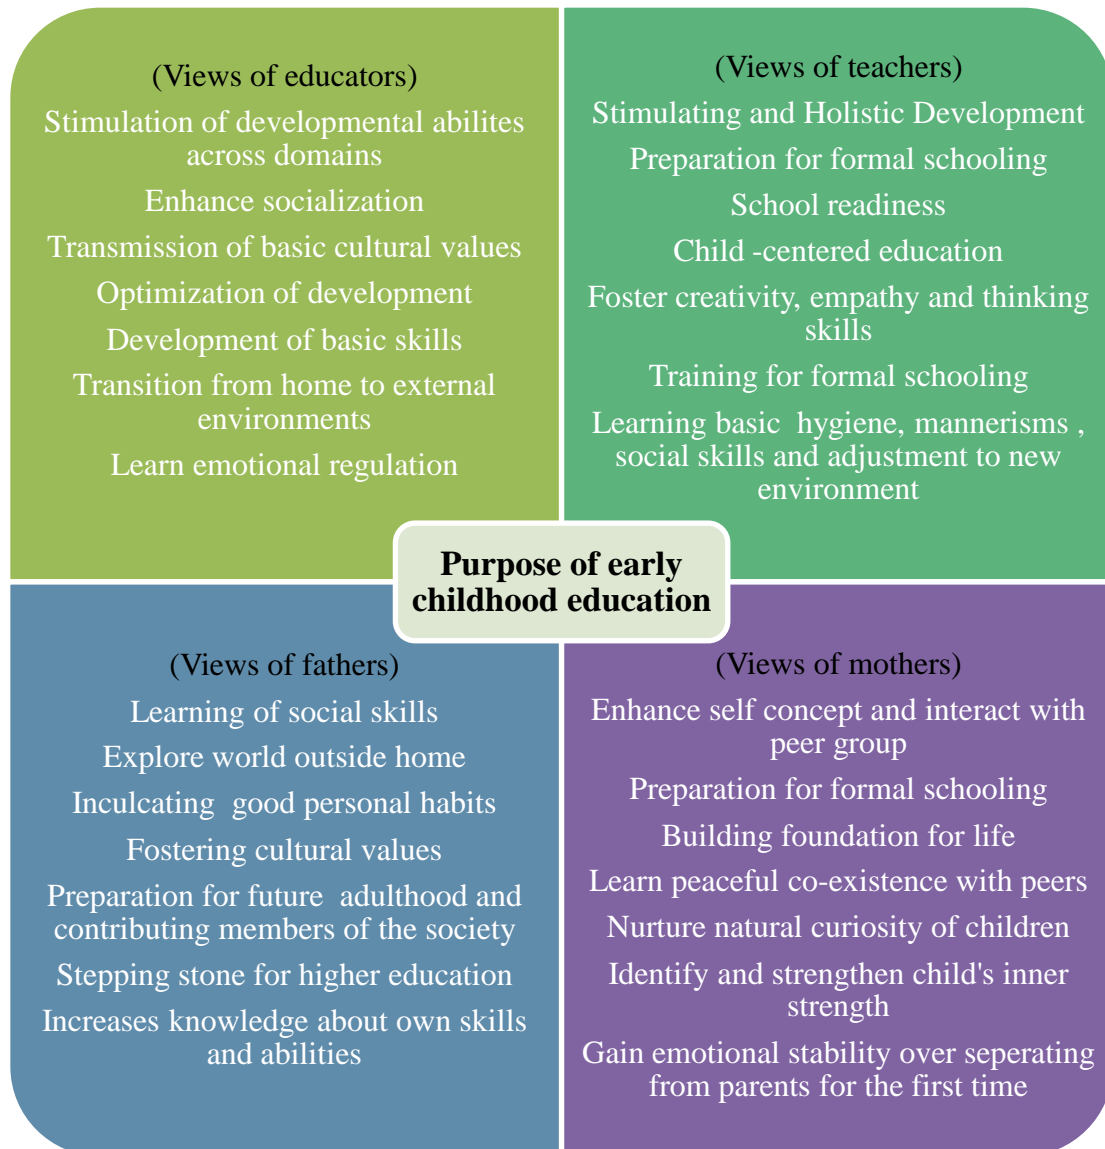 (Views of educators)
Stimulation of developmental abilites
across domains
Enhance socialization
Transmission of basic cultural values
Optimization of development
Development of basic skills
Transition from home to external
environments
Learn emotional regulation
(Views of teachers)
Stimulating and Holistic Development
Preparation for formal schooling
School readiness
Child -centered education
Foster creativity, empathy and thinking
skills
Training for formal schooling
Learning basic  hygiene, mannerisms ,
social skills and adjustment to new
environment
Purpose of early
childhood education
(Views of fathers)
Learning of social skills
Explore world outside home
Inculcating  good personal habits
Fostering cultural values
Preparation for future  adulthood and
contributing members of the society
Stepping stone for higher education
Increases knowledge about own skills
and abilities
(Views of mothers)
Enhance self concept and interact with
peer group
Preparation for formal schooling
Building foundation for life
Learn peaceful co-existence with peers
Nurture natural curiosity of children
Identify and strengthen child's inner
strength
Gain emotional stability over seperating
from parents for the first time